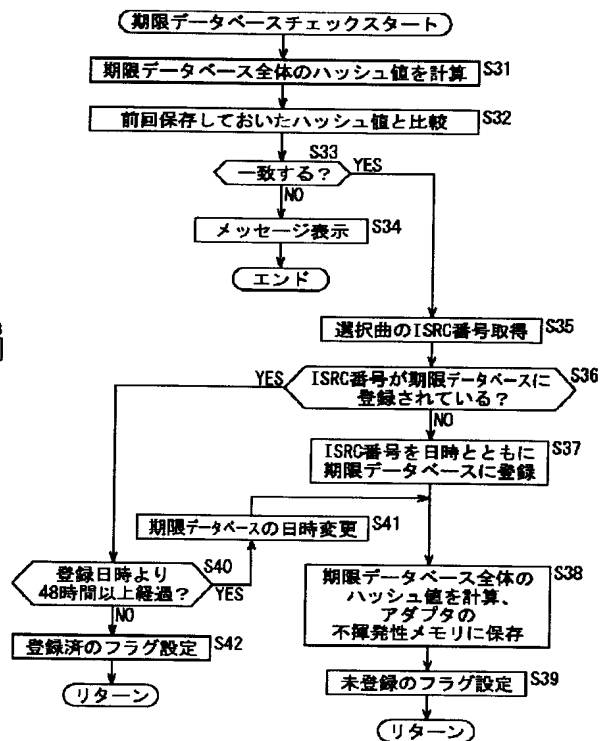 期限データベースチェックスタート
期限データベース全体のハッシュ値を計算 S31
前回保存しておいたハッシュ値と比較 S32
S33
一致する？ YES
NO
メッセージ表示 S34
エンド
選択曲のISRC番号取得 S35
YES ISRC番号が期限データベースに S36
登録されている？
NO
ISRC番号を日時とともに S37
期限データベースに登録
期限データベースの日時変更 S41
登録日時より S40
48時間以上経過？ YES
NO
登録済のフラグ設定 S42
リターン
期限データベース全体の S38
ハッシュ値を計算、
アダプタの
不揮発性メモリに保存
未登録のフラグ設定 S39
リターン